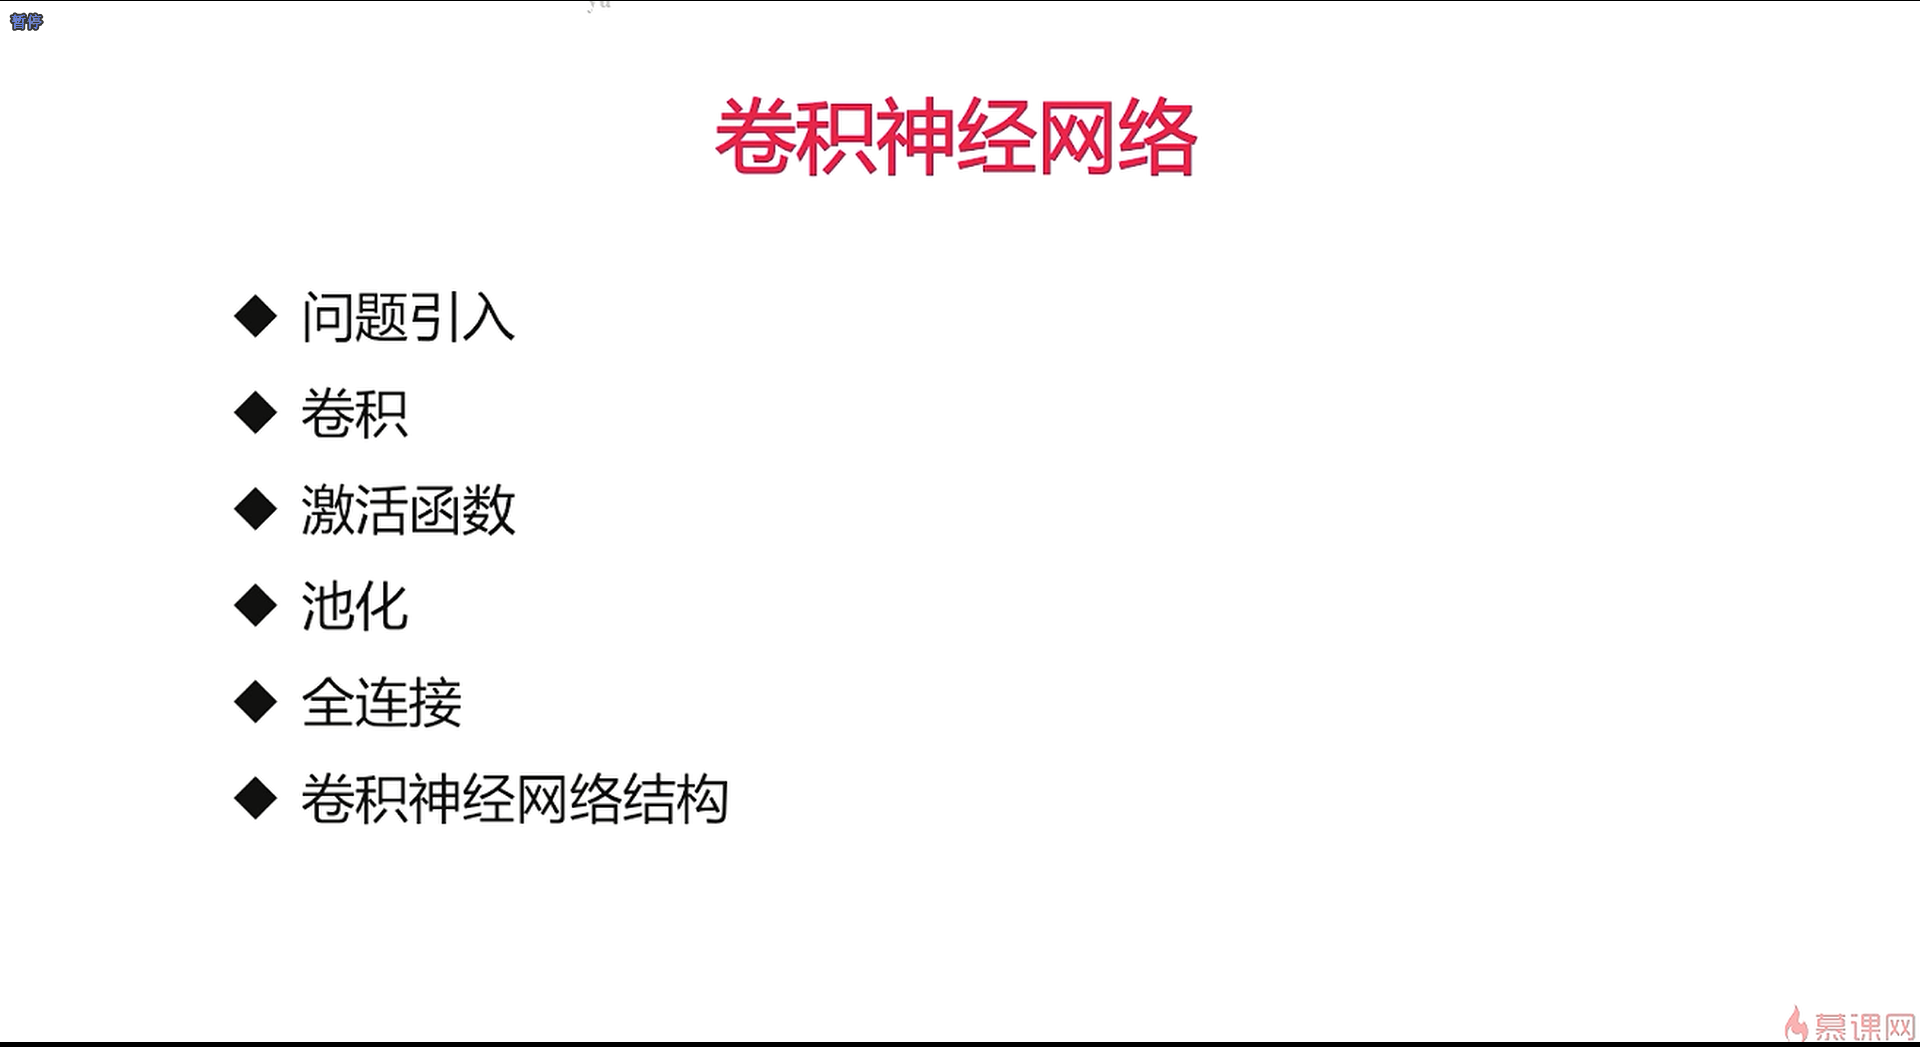 暂停
卷积神经网络
问题引入
卷积
激活函数
池化
全连接
卷积神经网络结构
慕课网